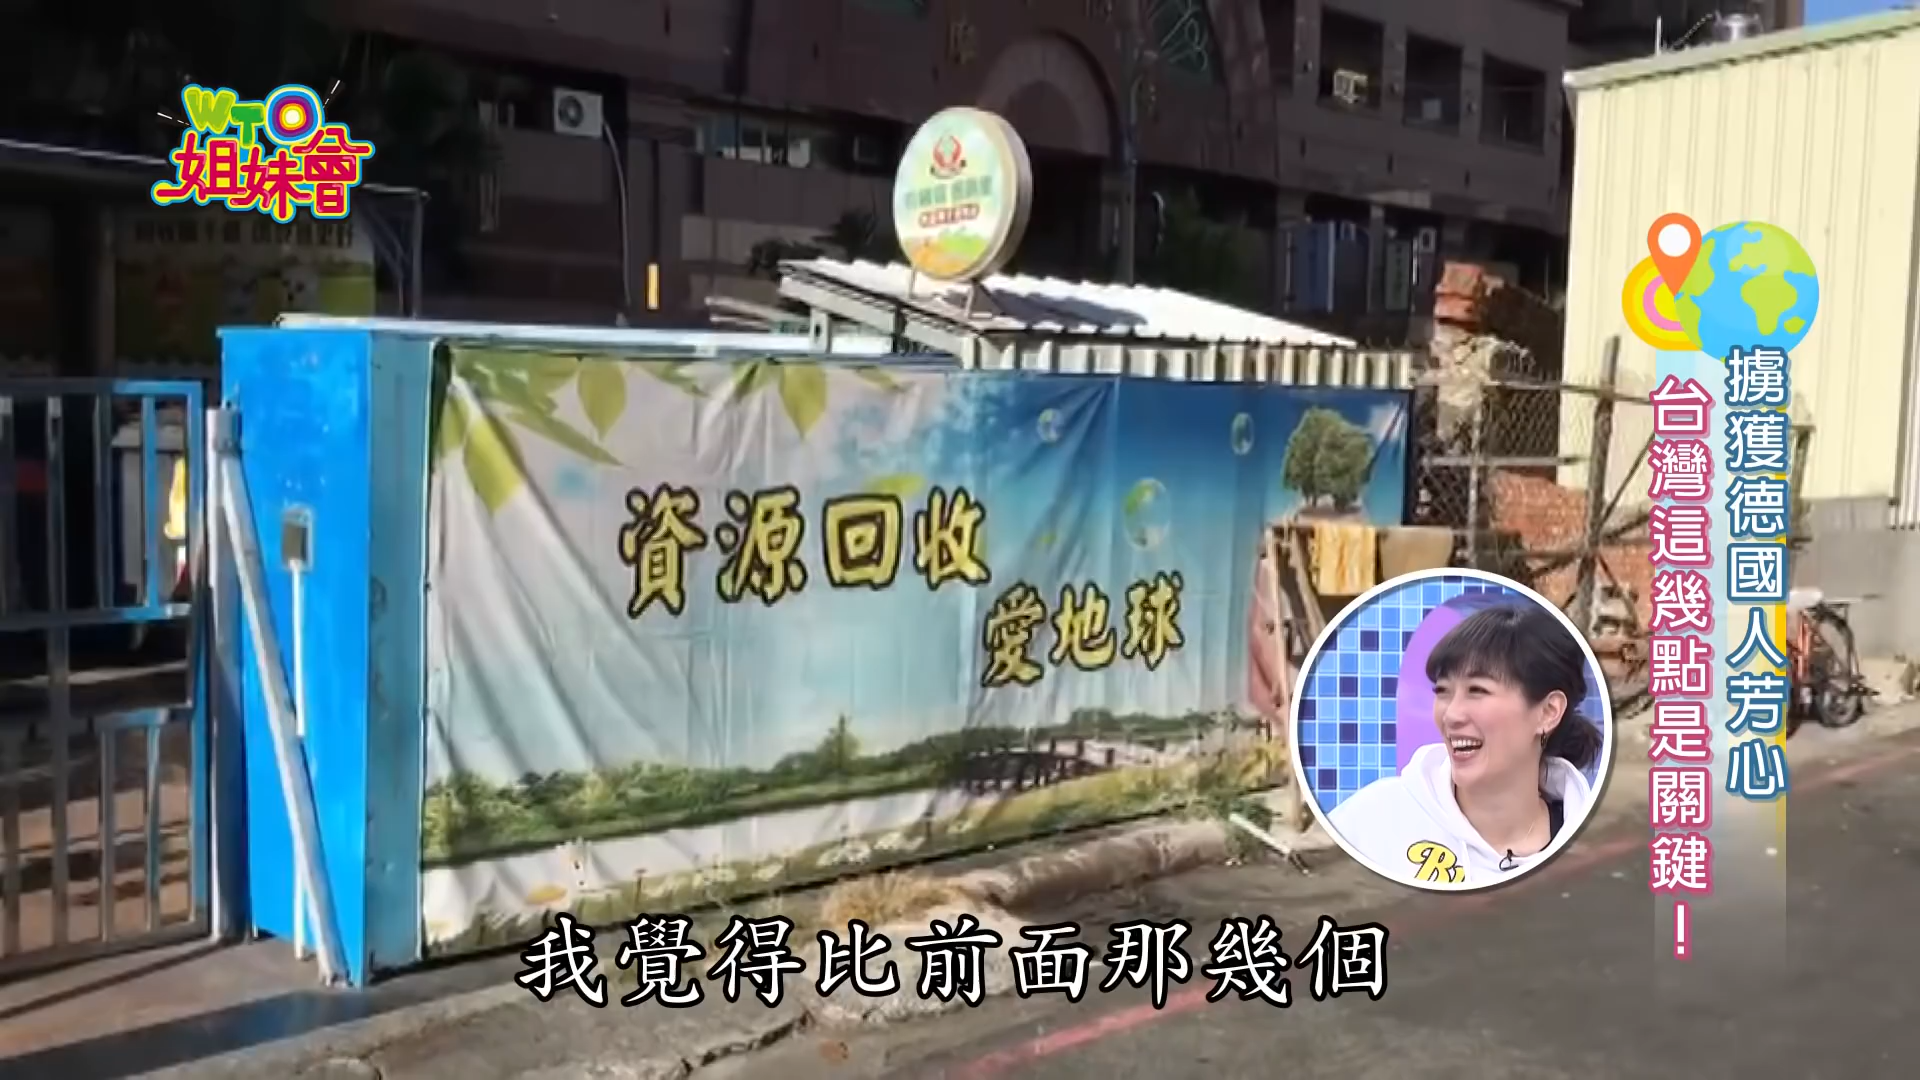 WTO
姐妹會
資源回收
愛地球
擄獲德國人芳心
台灣這幾點是關鍵！
我覺得比前面那幾個